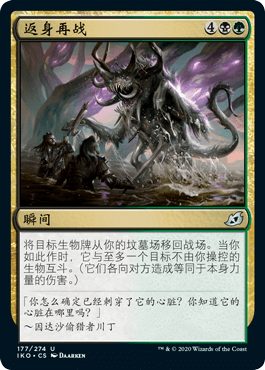 返身再战 4
瞬间
将目标生物牌从你的坟墓场移回战场。当你
如此作时，它与至多一个目标不由你操控的
生物互斗。（它们各向对方造成等同于本身力
量的伤害。）
「你怎么确定已经刺穿了它的心脏？你知道它的
心脏在哪里吗？」
～因达沙偷猎者川丁
177/274 U
IKO • CS DAARKEN
™ & © 2020 Wizards of the Coast